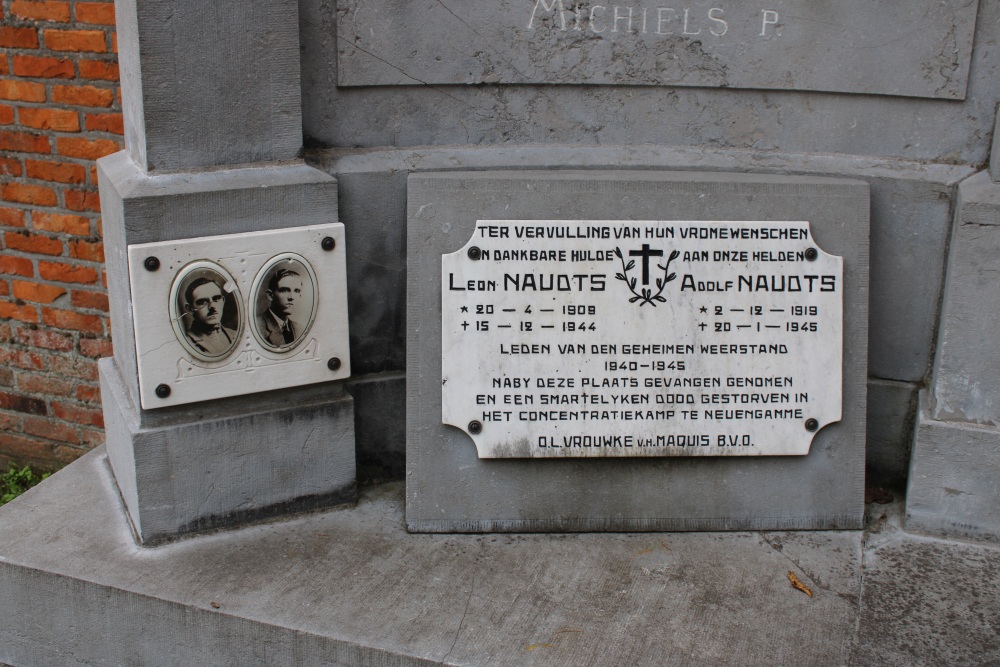 MICHIELS P.
TER VERVULLING VAN HUN VROMEWENSCHEN
IN DANKBARE HULDE AAN ONZE HELDEN
LEON NAUDTS ADOLF NAUDTS
* 20 - 4 - 1909 * 2 - 12 - 1919
+ 15 - 12 - 1944 + 20 - 1 - 1945
LEDEN VAN DEN GEHEIMEN WEERSTAND
1940-1945
NABY DEZE PLAATS GEVANGEN GENOMEN
EN EEN SMARTELYKEN DOOD GESTORVEN IN
HET CONCENTRATIEKAMP TE NEUENGAMME
O.L.VROUWKE V.H.MAQUIS B.V.O.